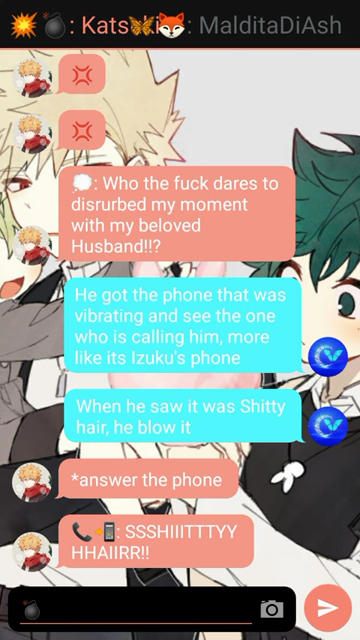 💥💣: Kats🦋ki🦊: MalditaDiAsh
💢
💢
💭: Who the fuck dares to
disrurbed my moment
with my beloved
Husband!!?
He got the phone that was
vibrating and see the one
who is calling him, more
like its Izuku's phone
When he saw it was Shitty
hair, he blow it
*answer the phone
📞📲: SSSHIIITTTYY
HHAIIRR!!
💣